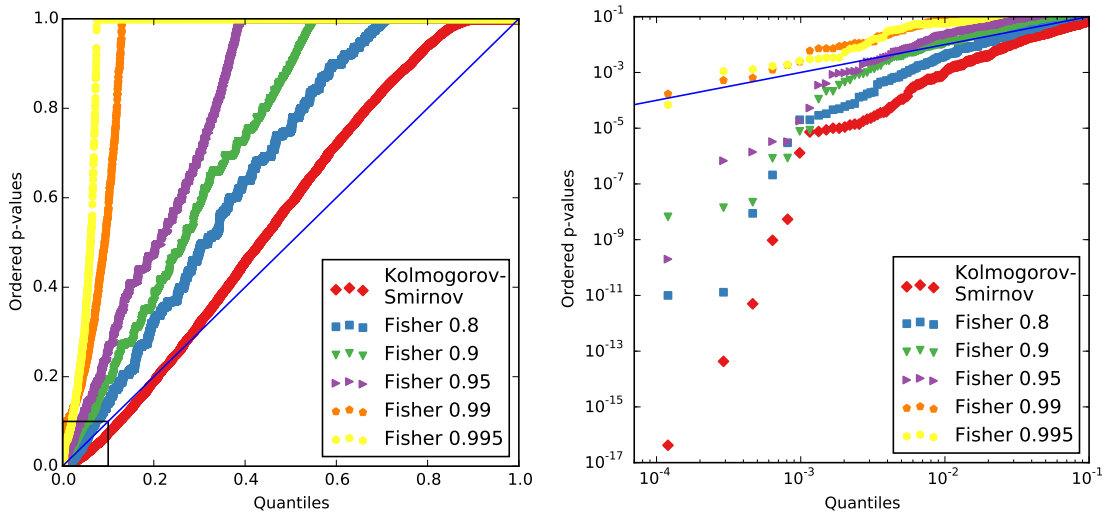 1.0
0.8
0.6
0.4
0.2
0.0
Ordered p-values
0.0
0.2
0.4
0.6
0.8
1.0
Quantiles
Kolmogorov-
Smirnov
Fisher 0.8
Fisher 0.9
Fisher 0.95
Fisher 0.99
Fisher 0.995
10⁻¹
10⁻³
10⁻⁵
10⁻⁷
10⁻⁹
10⁻¹¹
10⁻¹³
10⁻¹⁵
10⁻¹⁷
Ordered p-values
10⁻⁴
10⁻³
10⁻²
10⁻¹
Quantiles
Kolmogorov-
Smirnov
Fisher 0.8
Fisher 0.9
Fisher 0.95
Fisher 0.99
Fisher 0.995